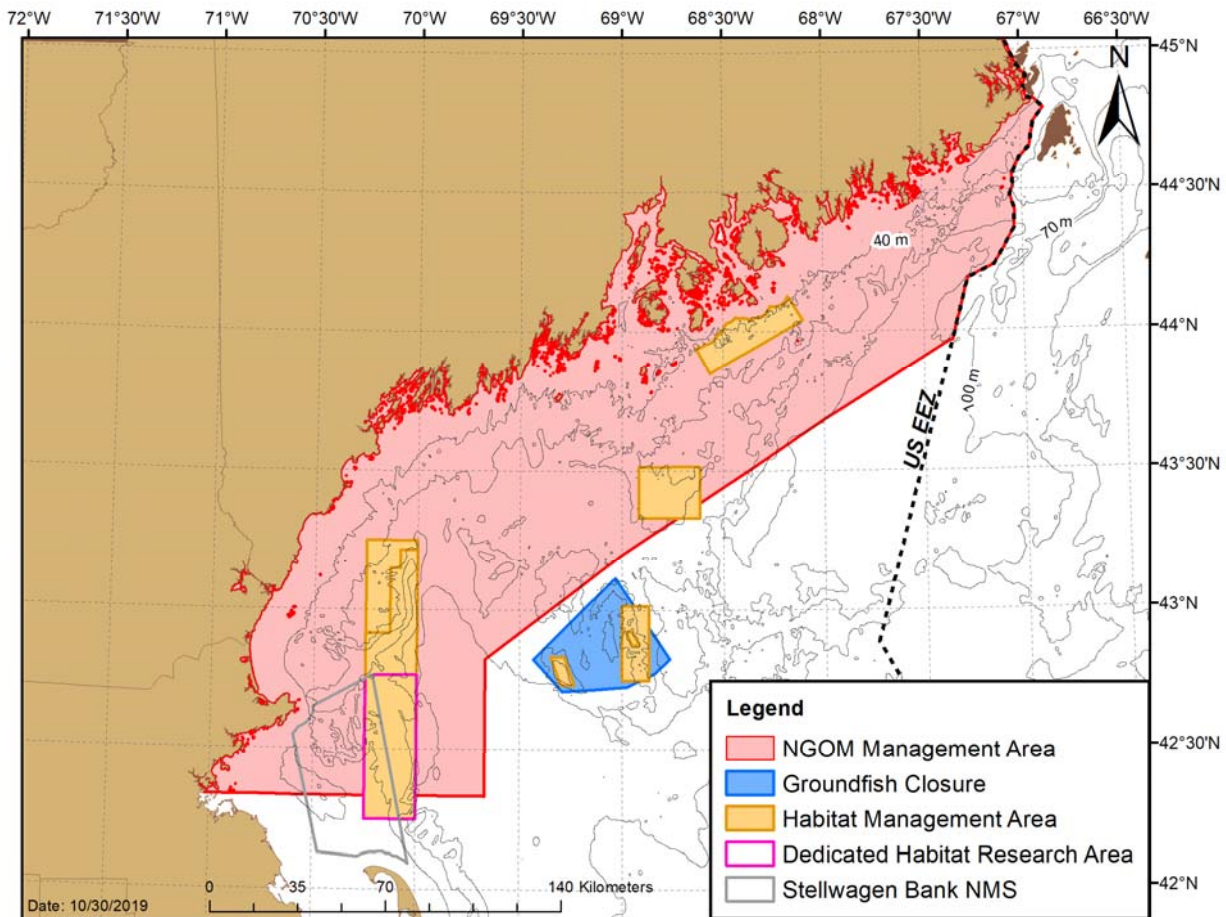 72°W 71°30'W 71°W 70°30'W 70°W 69°30'W 69°W 68°30'W 68°W 67°30'W 67°W 66°30'W
45°N
N
44°30'N
40 m
70 m
44°N
100 m
US EEZ
43°30'N
43°N
Legend
NGOM Management Area
42°30'N
Groundfish Closure
Habitat Management Area
Dedicated Habitat Research Area
Stellwagen Bank NMS
42°N
0 35 70 140 Kilometers
Date: 10/30/2019